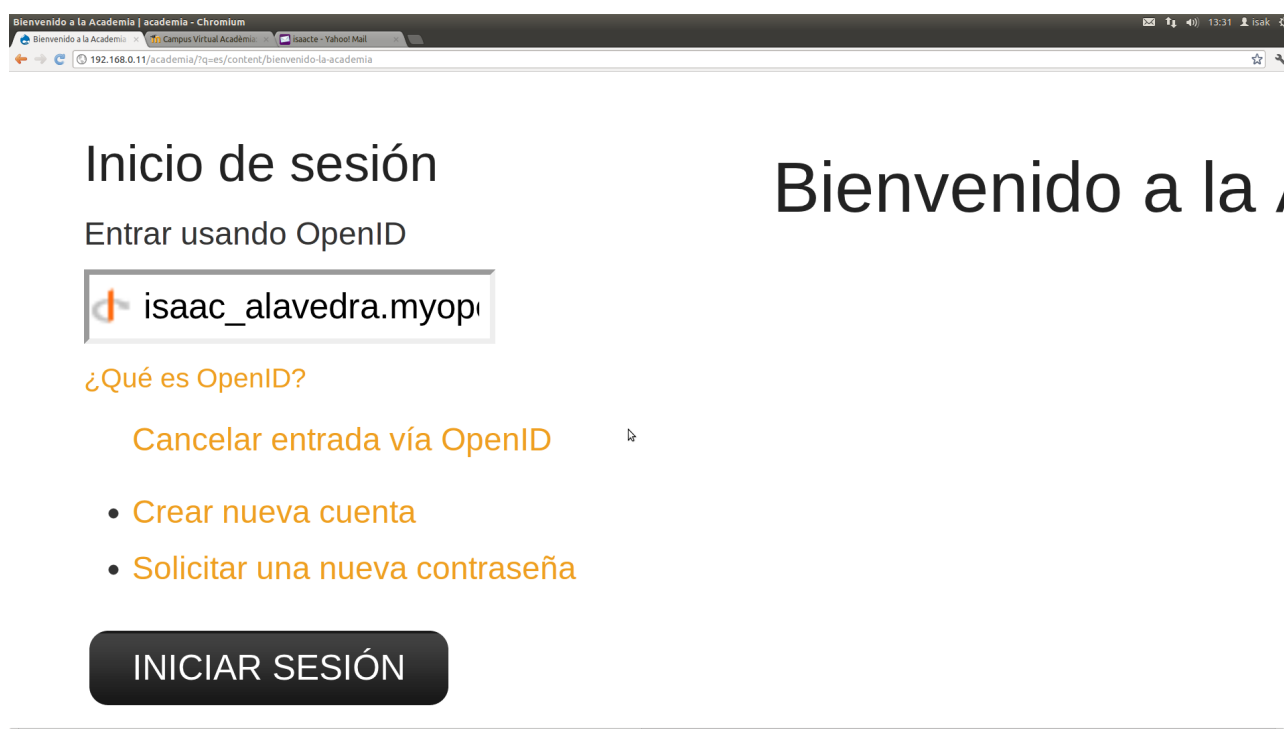 Bienvenido a la Academia | academia - Chromium
13:31 isak
Bienvenido a la Academia
Campus Virtual Acadèmia
isaacte - Yahoo! Mail
192.168.0.11/academia/?q=es/content/bienvenido-la-academia
Inicio de sesión
Bienvenido a la
Entrar usando OpenID
isaac_alavedra.myop
¿Qué es OpenID?
Cancelar entrada vía OpenID
• Crear nueva cuenta
• Solicitar una nueva contraseña
INICIAR SESIÓN